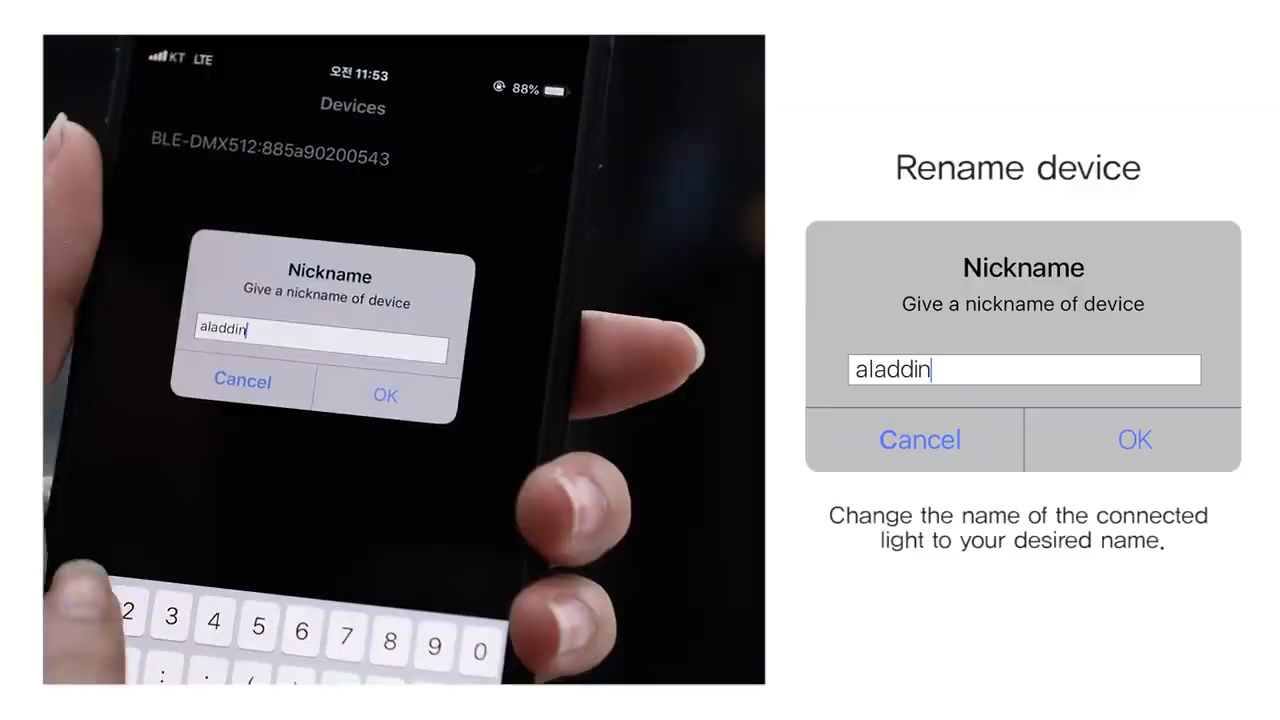 KT LTE
오전 11:53
88%
Devices
BLE-DMX512:885a90200543
Nickname
Give a nickname of device
aladdin
Cancel OK
2 3 4 5 6 7 8 9 0
: ; (
Rename device
Nickname
Give a nickname of device
aladdin
Cancel OK
Change the name of the connected
light to your desired name.